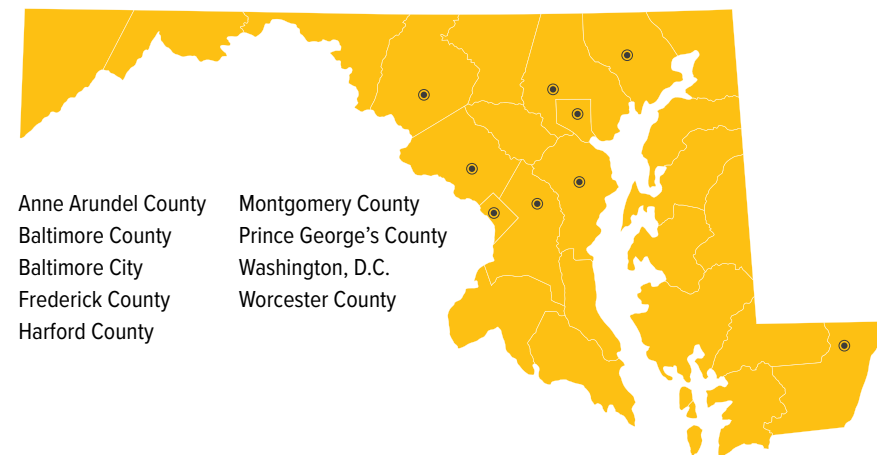 Anne Arundel County
Baltimore County
Baltimore City
Frederick County
Harford County
Montgomery County
Prince George’s County
Washington, D.C.
Worcester County